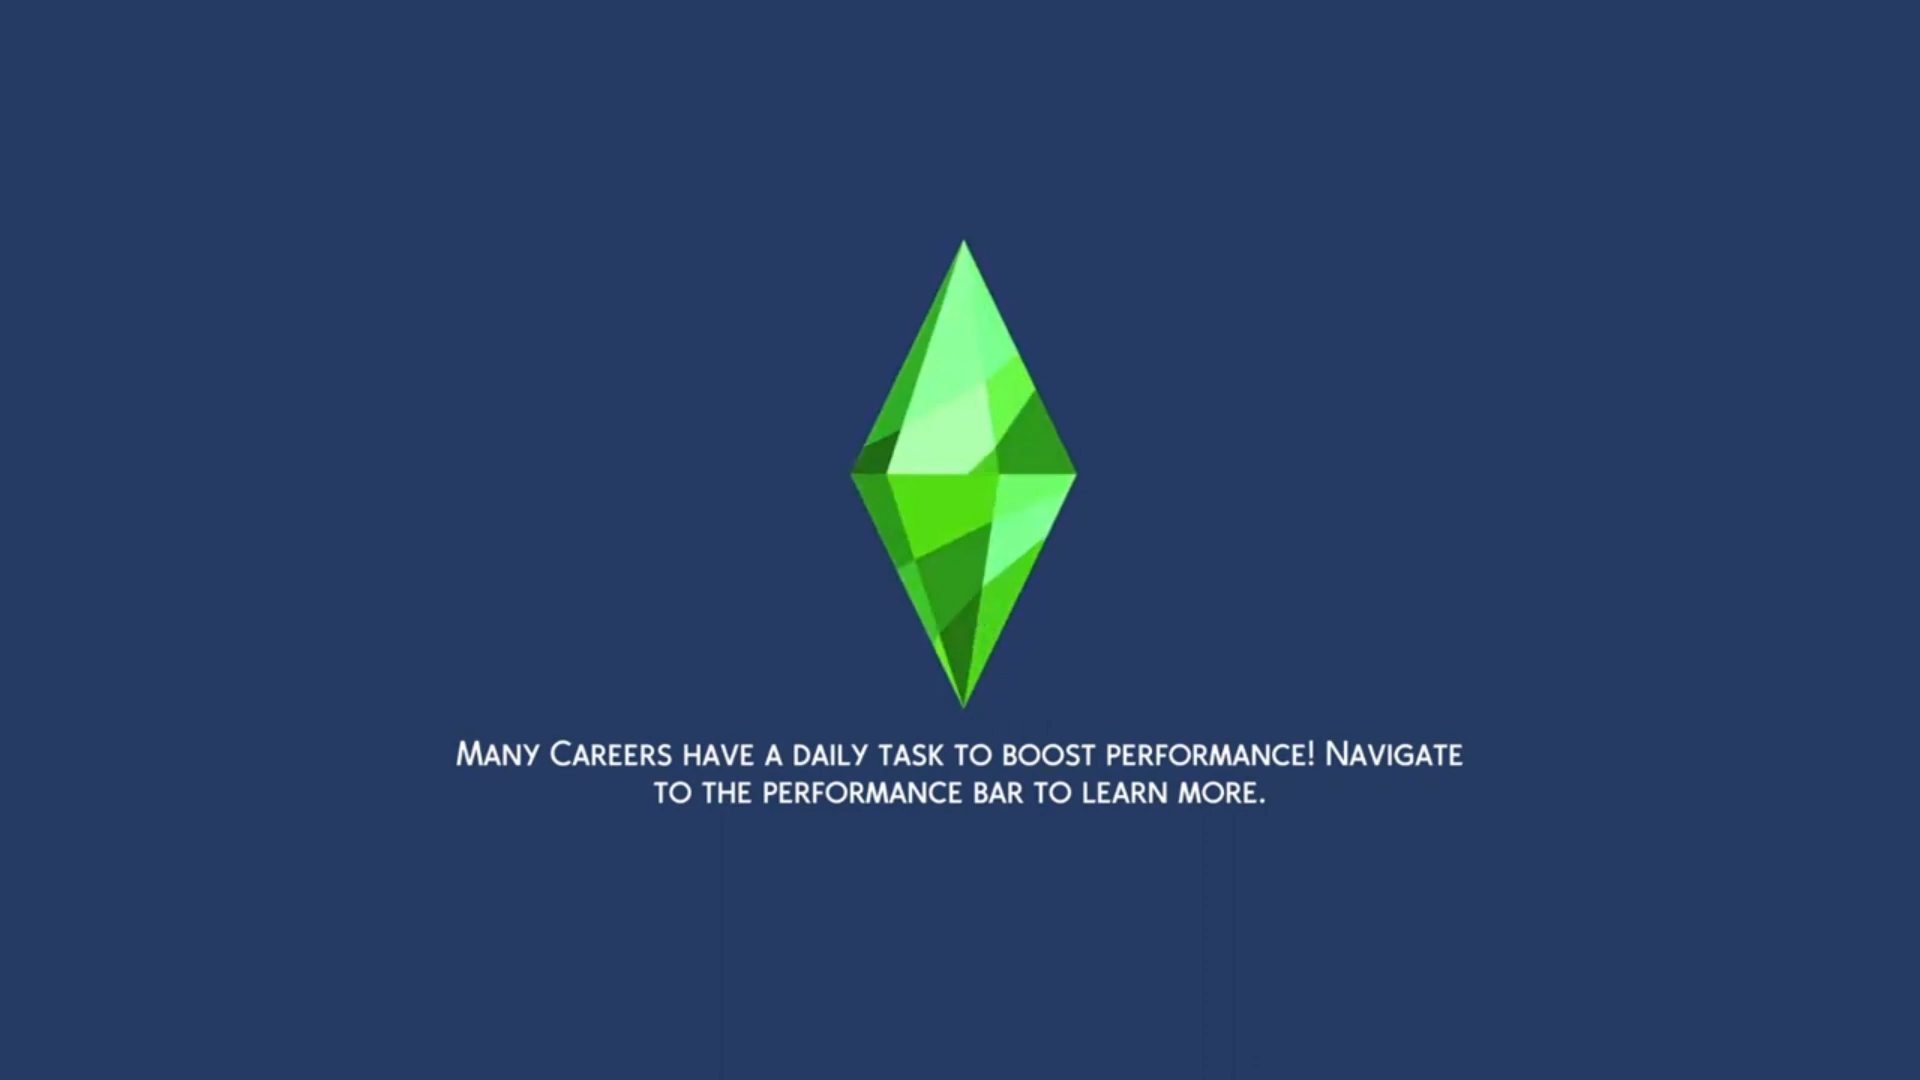 Many Careers have a daily task to boost performance! Navigate
to the performance bar to learn more.